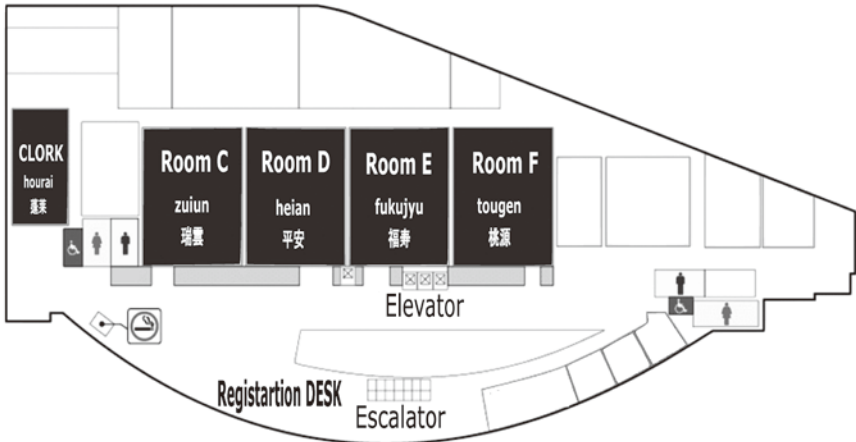 CLORK
hourai
蓬莱
Room C
zuiun
瑞雲
Room D
heian
平安
Room E
fukujyu
福寿
Room F
tougen
桃源
Elevator
Registartion DESK
Escalator